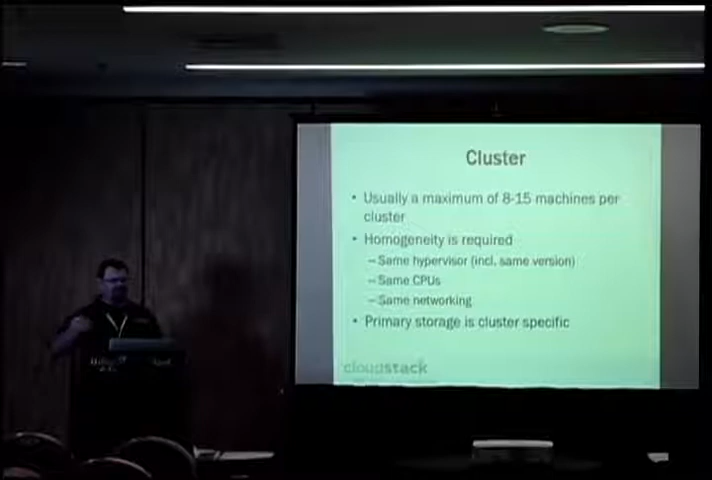 Cluster
• Usually a maximum of 8-15 machines per
cluster
• Homogeneity is required
– Same hypervisor (incl. same version)
– Same CPUs
– Same networking
• Primary storage is cluster specific
cloudstack